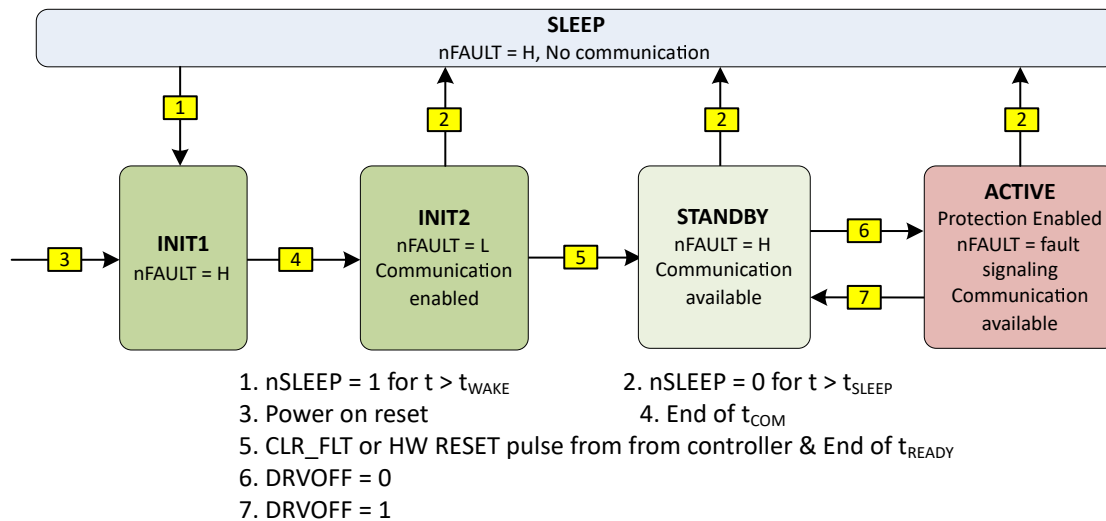 SLEEP
nFAULT = H, No communication
1
2
2
2
INIT1
nFAULT = H
INIT2
nFAULT = L
Communication
enabled
STANDBY
nFAULT = H
Communication
available
ACTIVE
Protection Enabled
nFAULT = fault
signaling
Communication
available
3
4
5
6
7
1. nSLEEP = 1 for t > tWAKE
2. nSLEEP = 0 for t > tSLEEP
3. Power on reset
4. End of tCOM
5. CLR_FLT or HW RESET pulse from from controller & End of tREADY
6. DRVOFF = 0
7. DRVOFF = 1